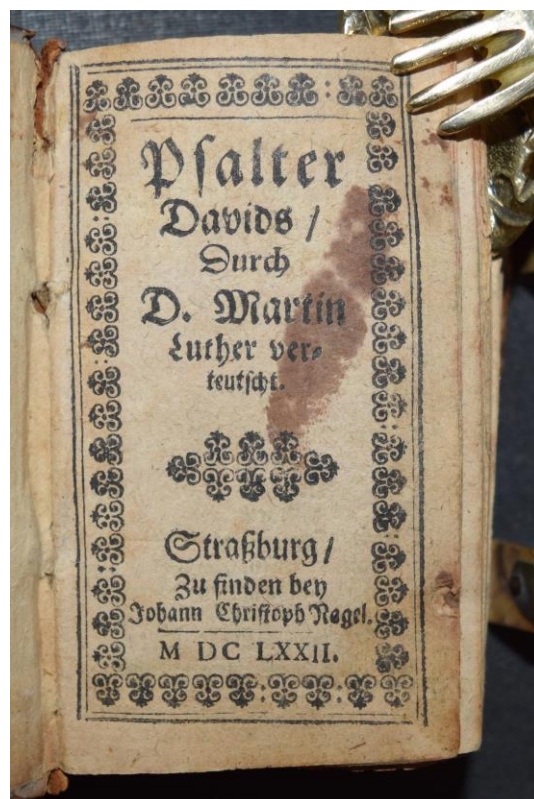 Psalter
Davids /
Durch
D. Martin
Luther ver⸗
teutscht.
Straßburg /
Zu finden bey
Johann Christoph Nagel.
M DC LXXII.